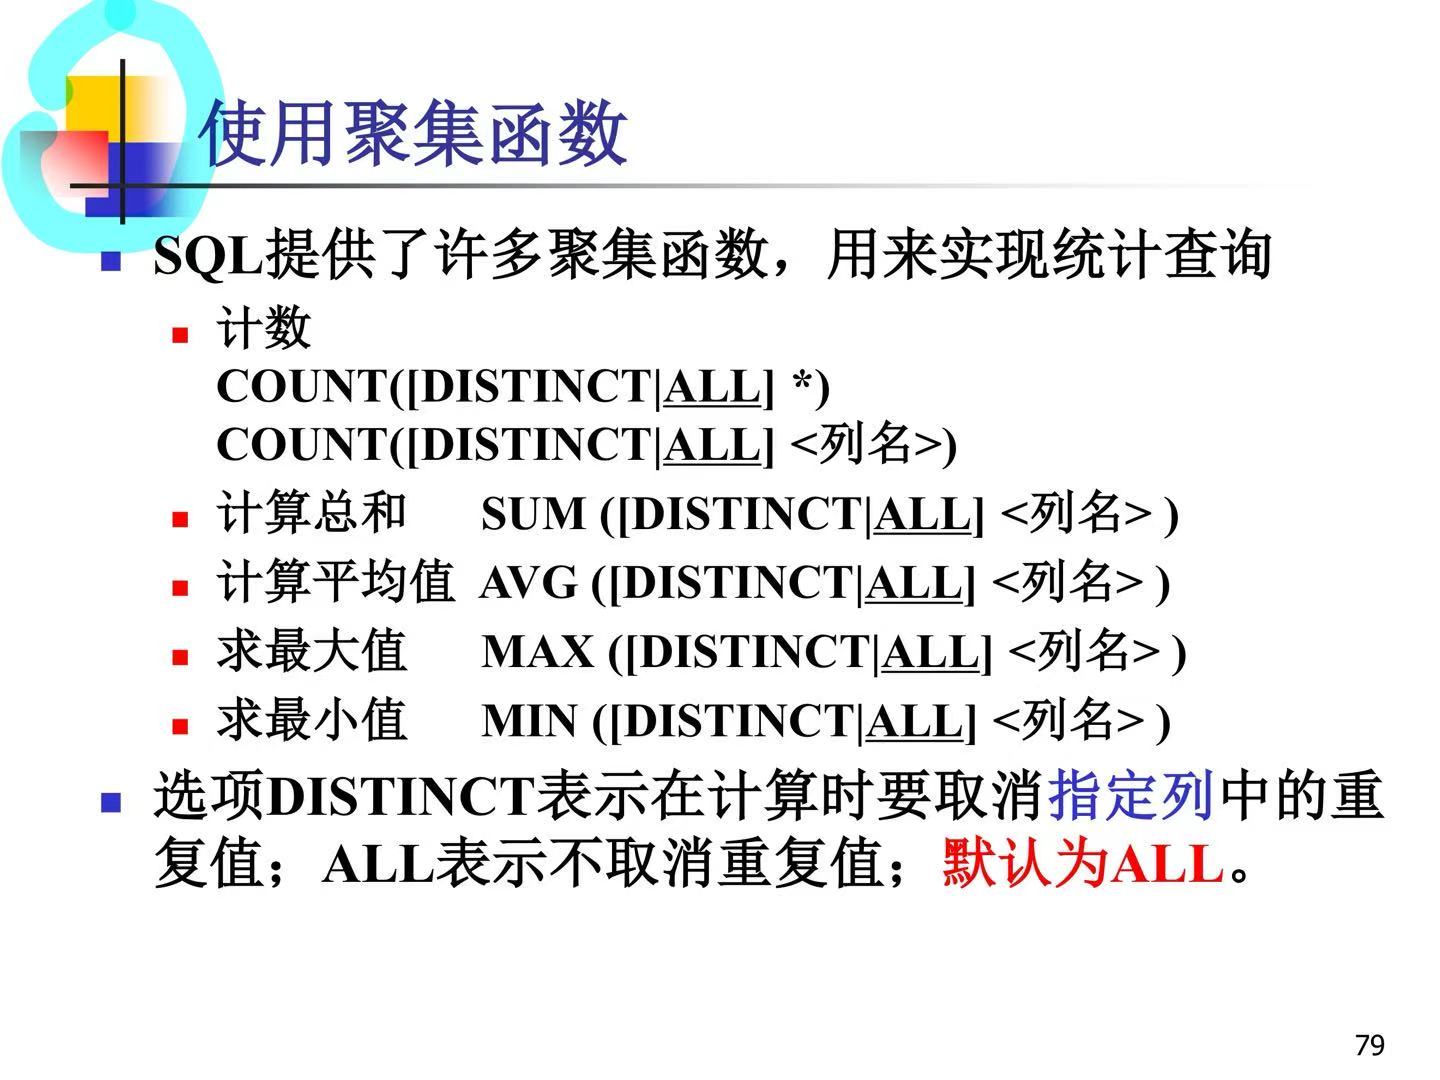 使用聚集函数
SQL提供了许多聚集函数，用来实现统计查询
计数
COUNT([DISTINCT|ALL] *)
COUNT([DISTINCT|ALL] <列名>)
计算总和 SUM ([DISTINCT|ALL] <列名> )
计算平均值 AVG ([DISTINCT|ALL] <列名> )
求最大值 MAX ([DISTINCT|ALL] <列名> )
求最小值 MIN ([DISTINCT|ALL] <列名> )
选项DISTINCT表示在计算时要取消指定列中的重
复值；ALL表示不取消重复值；默认为ALL。
79